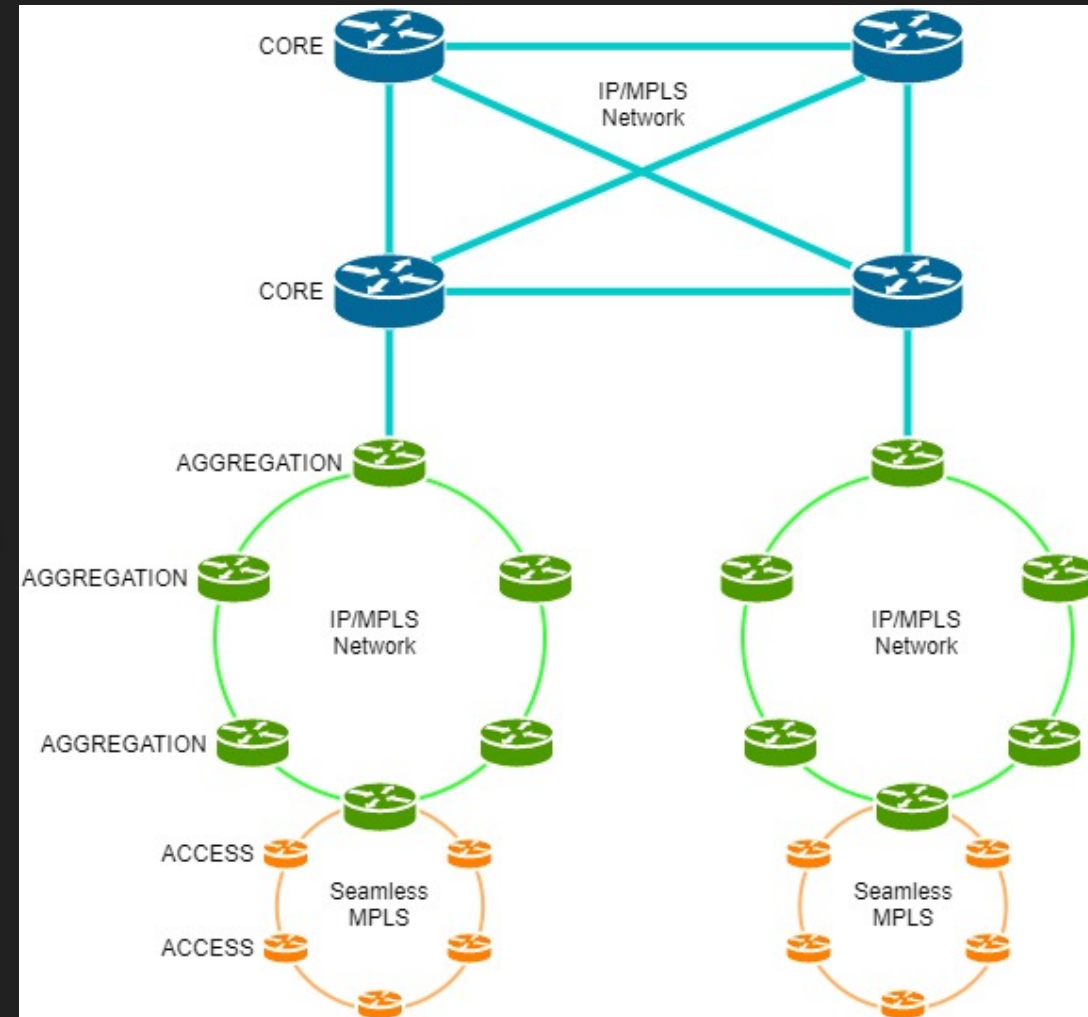 CORE
IP/MPLS
Network
CORE
AGGREGATION
AGGREGATION
IP/MPLS
Network
IP/MPLS
Network
AGGREGATION
ACCESS
Seamless
MPLS
Seamless
MPLS
ACCESS